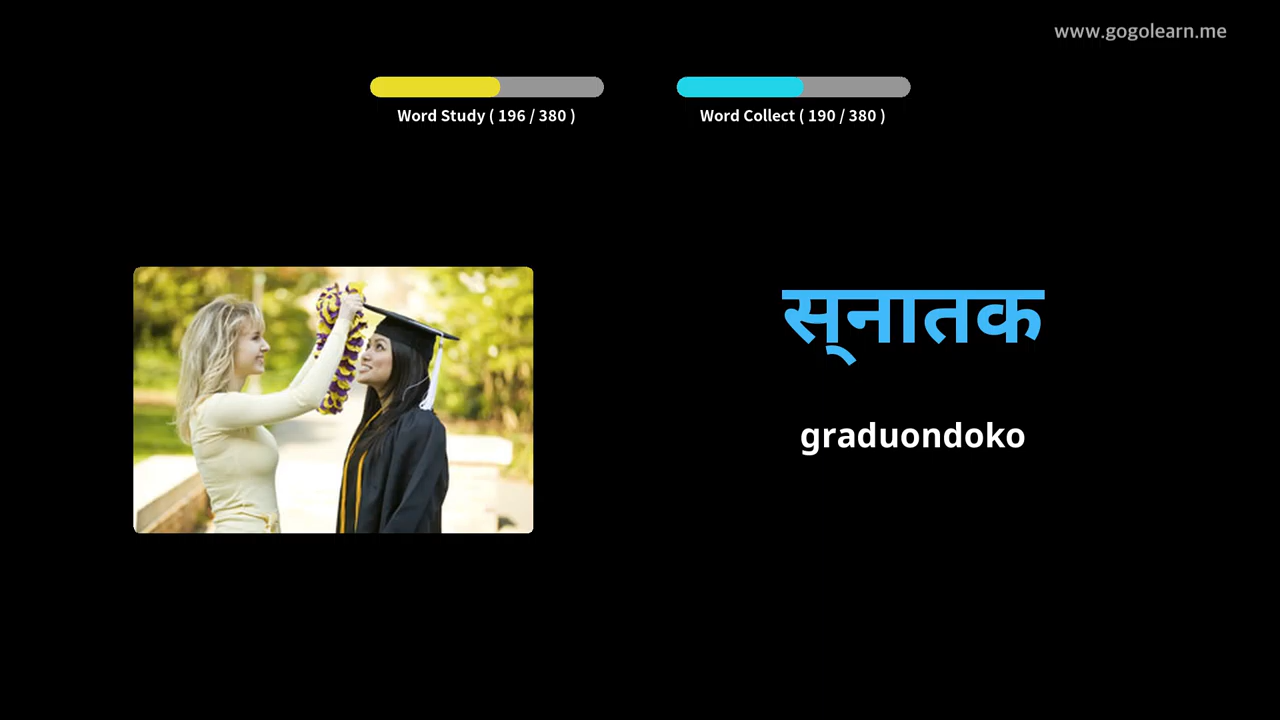 www.gogolearn.me
Word Study ( 196 / 380 )
Word Collect ( 190 / 380 )
स्‌नातक
graduondoko